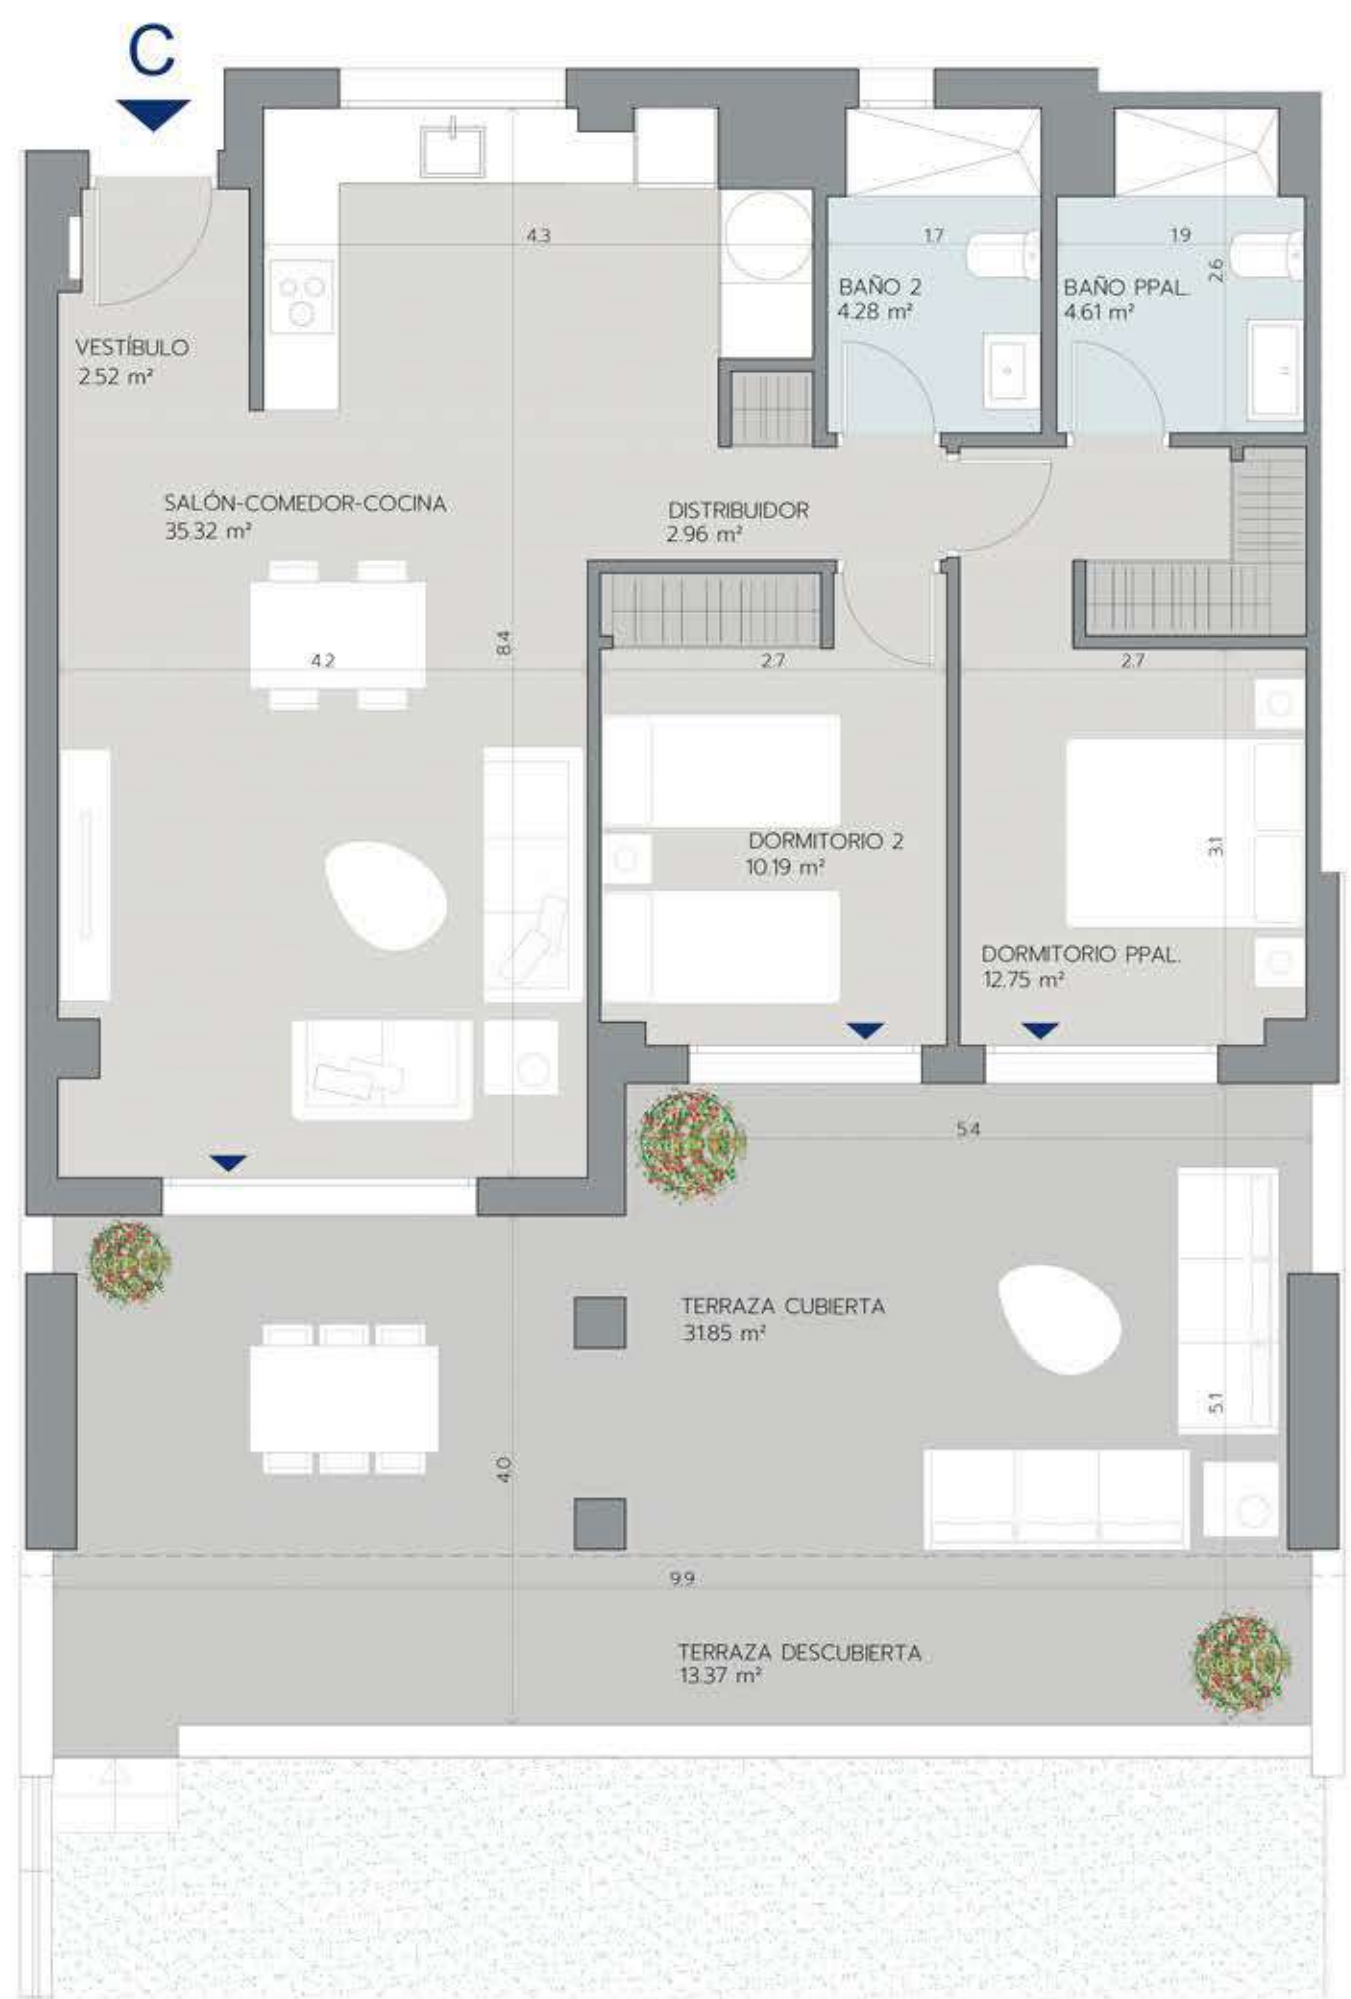 C
4.3
1.7
1.9
2.6
BAÑO 2
4.28 m²
BAÑO PPAL.
4.61 m²
VESTÍBULO
2.52 m²
SALÓN-COMEDOR-COCINA
35.32 m²
DISTRIBUIDOR
2.96 m²
4.2
8.4
2.7
2.7
DORMITORIO 2
10.19 m²
3.1
DORMITORIO PPAL.
12.75 m²
5.4
TERRAZA CUBIERTA
31.85 m²
5.1
4.0
9.9
TERRAZA DESCUBIERTA
13.37 m²